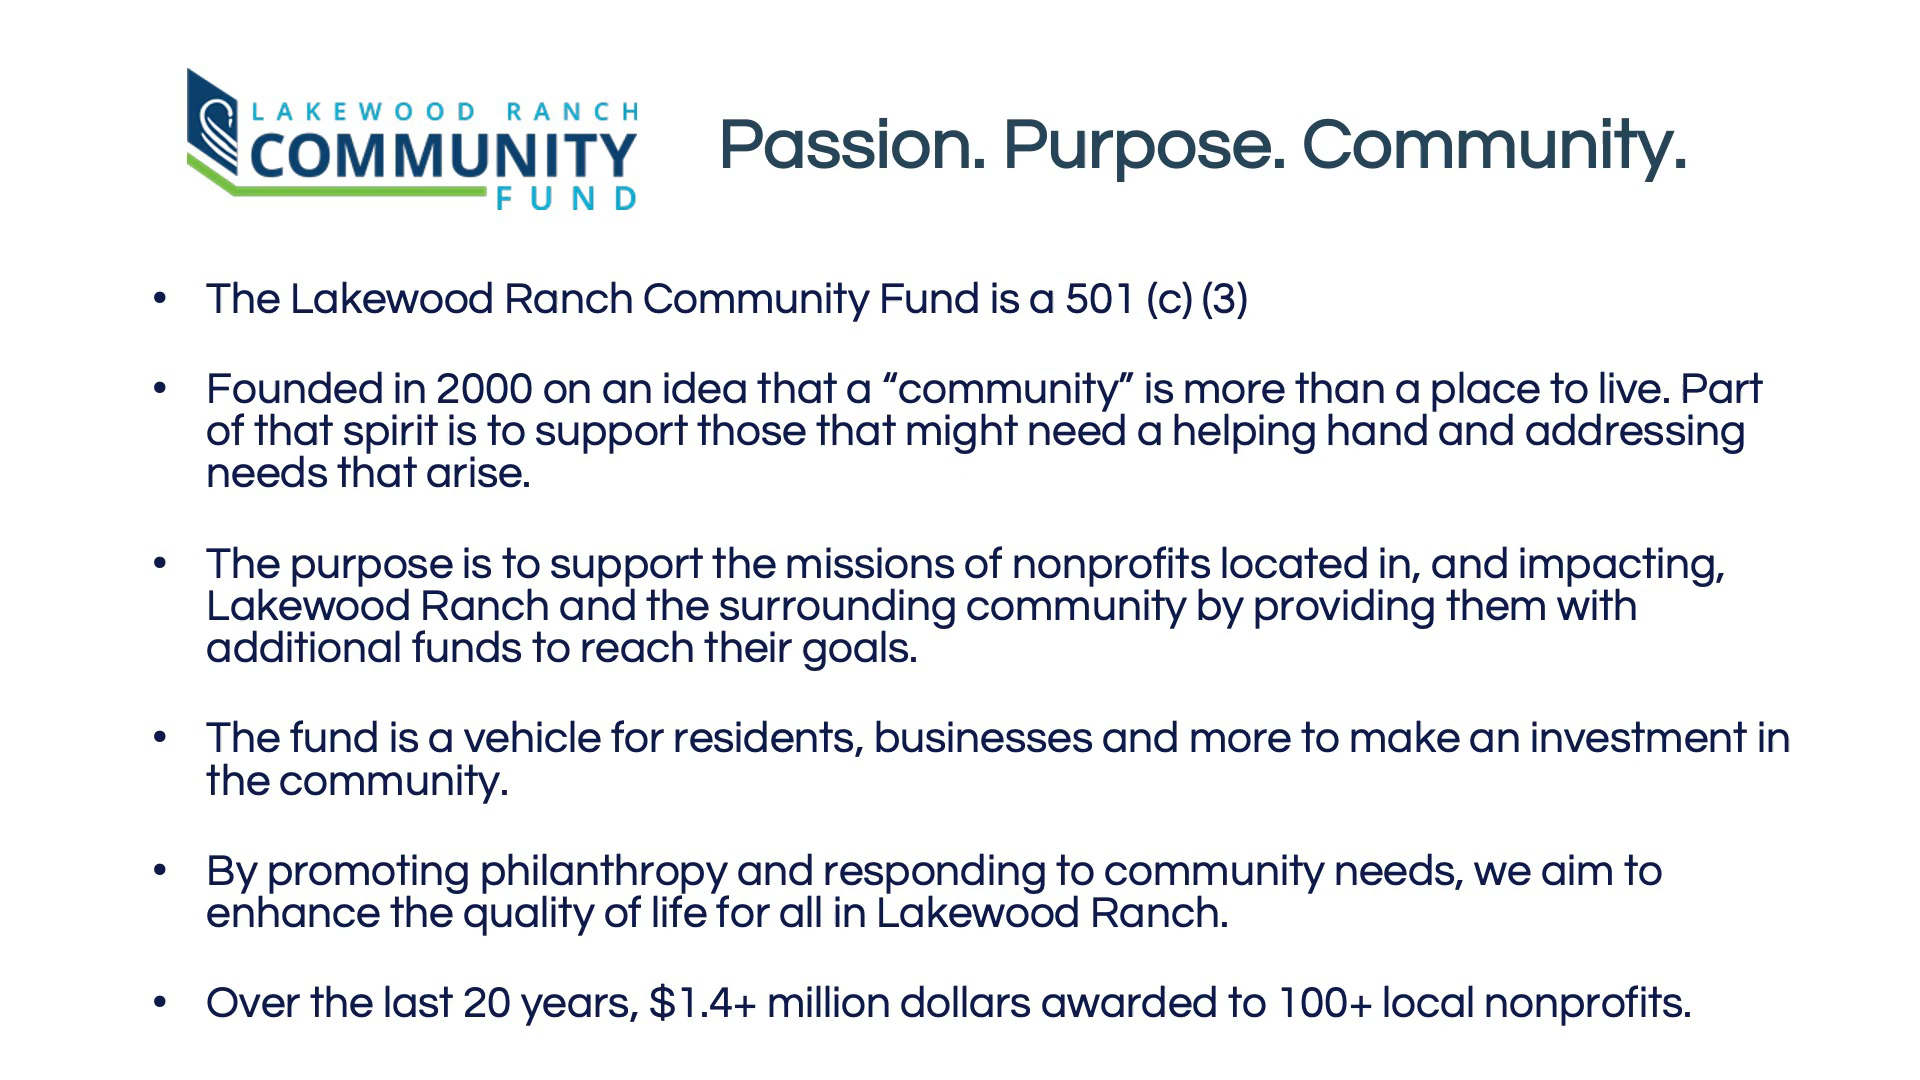 LAKEWOOD RANCH
COMMUNITY
FUND
Passion. Purpose. Community.
• The Lakewood Ranch Community Fund is a 501 (c) (3)
• Founded in 2000 on an idea that a “community” is more than a place to live. Part
of that spirit is to support those that might need a helping hand and addressing
needs that arise.
• The purpose is to support the missions of nonprofits located in, and impacting,
Lakewood Ranch and the surrounding community by providing them with
additional funds to reach their goals.
• The fund is a vehicle for residents, businesses and more to make an investment in
the community.
• By promoting philanthropy and responding to community needs, we aim to
enhance the quality of life for all in Lakewood Ranch.
• Over the last 20 years, $1.4+ million dollars awarded to 100+ local nonprofits.